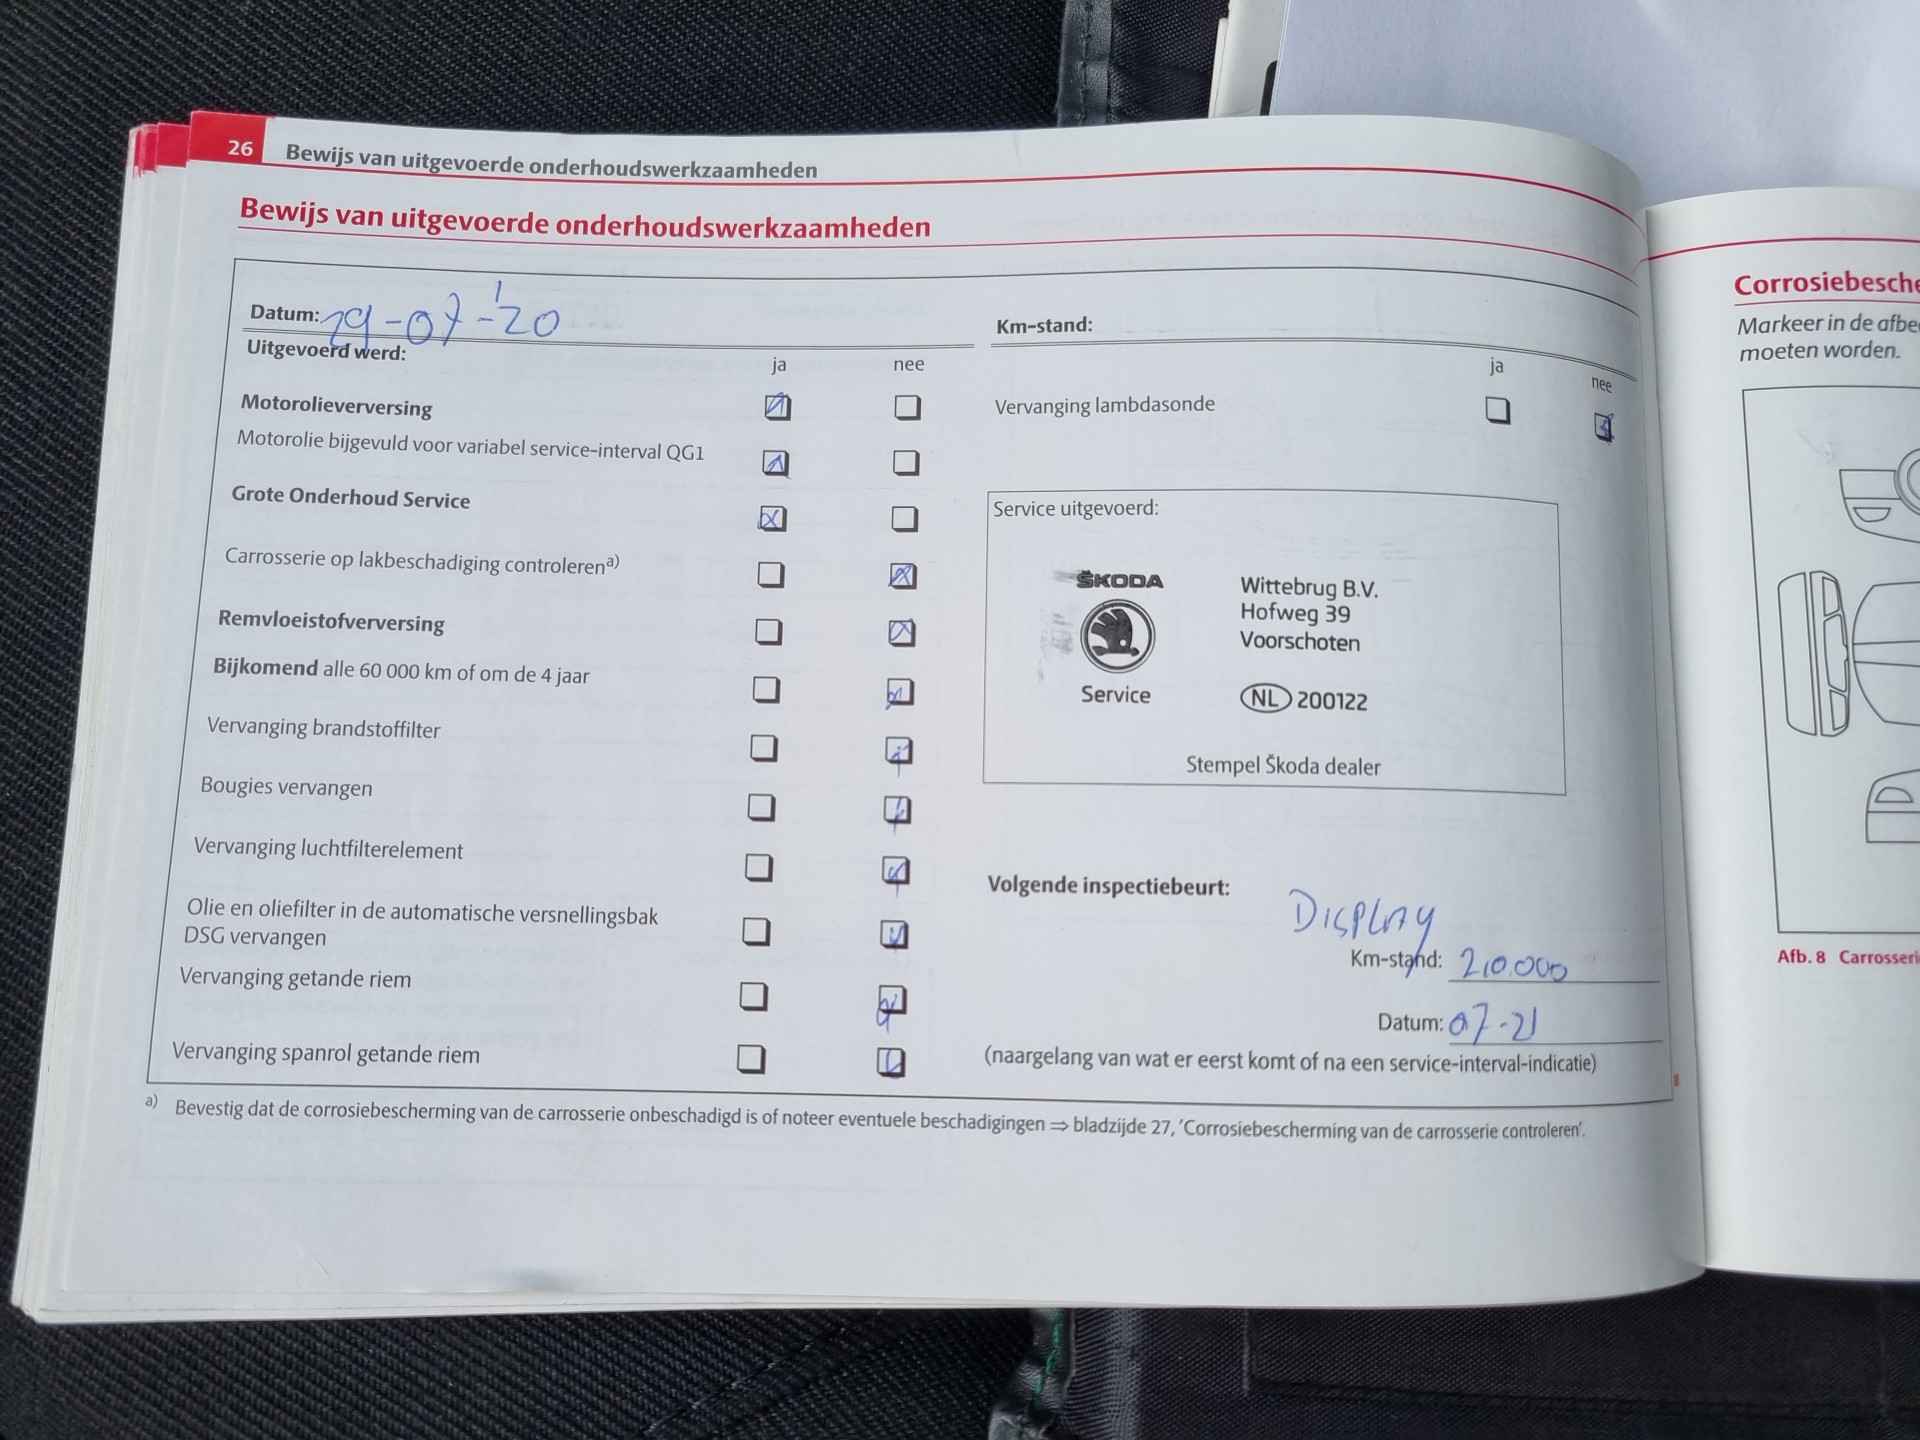 26 Bewijs van uitgevoerde onderhoudswerkzaamheden
Bewijs van uitgevoerde onderhoudswerkzaamheden
Datum: 29-07-'20
Km-stand:
Uitgevoerd werd:
ja nee
Motorolieverversing
Motorolie bijgevuld voor variabel service-interval QG1
Grote Onderhoud Service
Carrosserie op lakbeschadiging controlerena)
Remvloeistofverversing
Bijkomend alle 60 000 km of om de 4 jaar
Vervanging brandstoffilter
Bougies vervangen
Vervanging luchtfilterelement
Olie en oliefilter in de automatische versnellingsbak
DSG vervangen
Vervanging getande riem
Vervanging spanrol getande riem
ja nee
Vervanging lambdasonde
Service uitgevoerd:
ŠKODA
Service
Wittebrug B.V.
Hofweg 39
Voorschoten
NL 200122
Stempel Škoda dealer
Volgende inspectiebeurt:
DISPLAY
Km-stand: 210.000
Datum: 07-21
(naargelang van wat er eerst komt of na een service-interval-indicatie)
a) Bevestig dat de corrosiebescherming van de carrosserie onbeschadigd is of noteer eventuele beschadigingen ⇒ bladzijde 27, 'Corrosiebescherming van de carrosserie controleren'.
Markeer in de
moeten worden.
Afb. 8